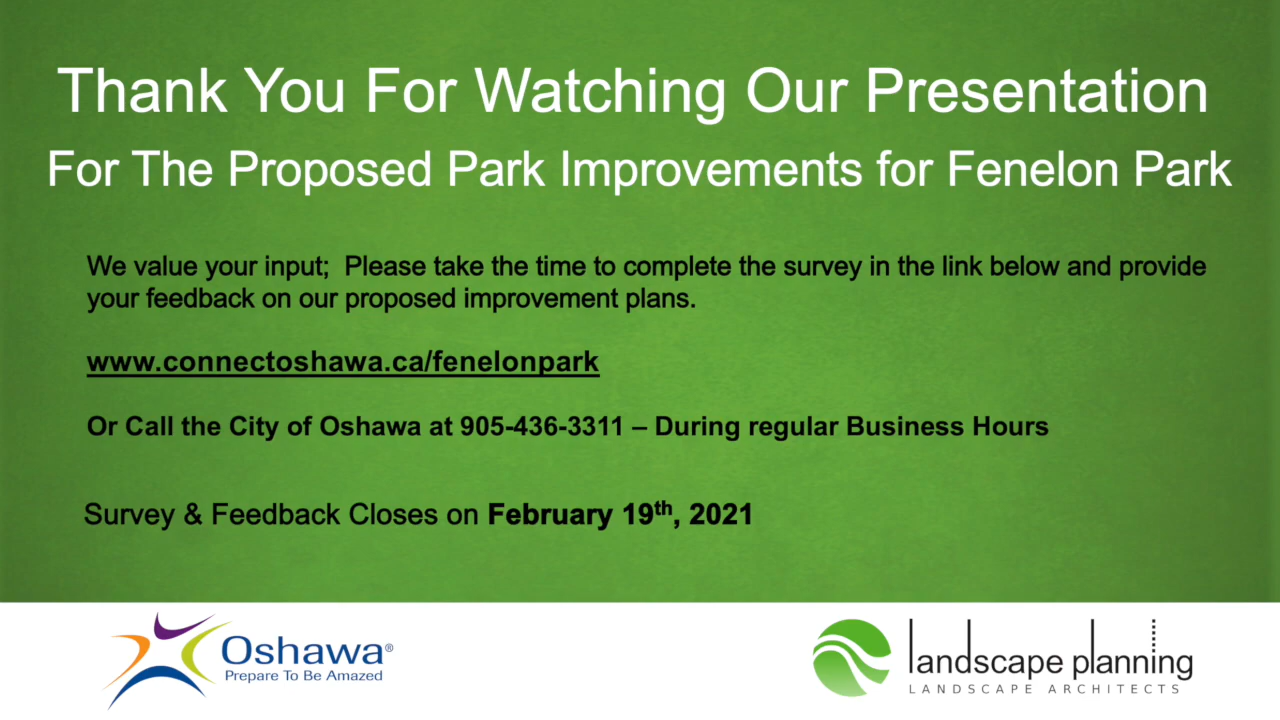 Thank You For Watching Our Presentation
For The Proposed Park Improvements for Fenelon Park
We value your input;  Please take the time to complete the survey in the link below and provide
your feedback on our proposed improvement plans.
www.connectoshawa.ca/fenelonpark
Or Call the City of Oshawa at 905-436-3311 – During regular Business Hours
Survey & Feedback Closes on February 19th, 2021
Oshawa®
Prepare To Be Amazed
landscape planning
LANDSCAPE ARCHITECTS